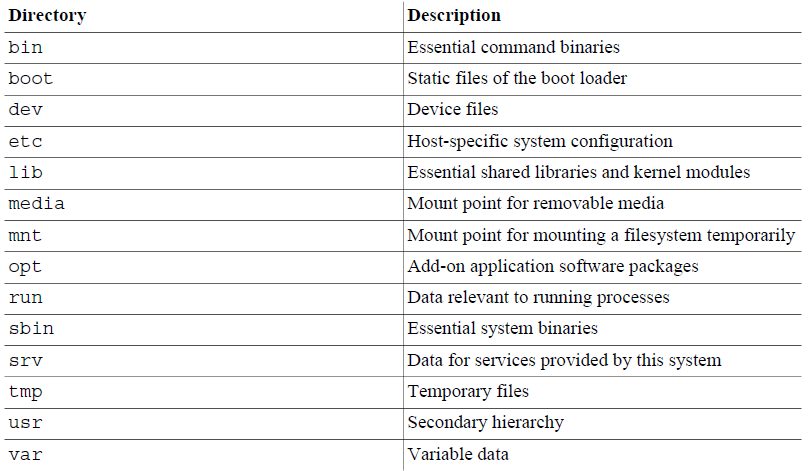 Directory Description
bin Essential command binaries
boot Static files of the boot loader
dev Device files
etc Host-specific system configuration
lib Essential shared libraries and kernel modules
media Mount point for removable media
mnt Mount point for mounting a filesystem temporarily
opt Add-on application software packages
run Data relevant to running processes
sbin Essential system binaries
srv Data for services provided by this system
tmp Temporary files
usr Secondary hierarchy
var Variable data